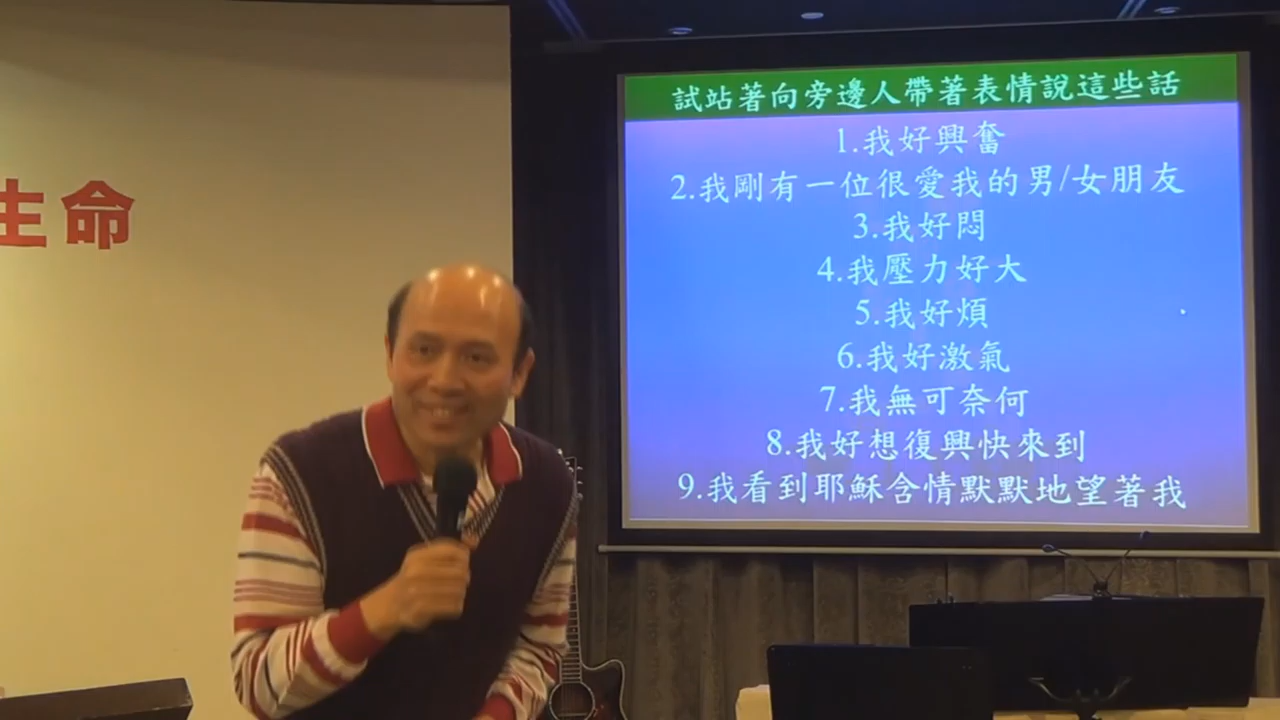 生命
試站著向旁邊人帶著表情說這些話
1.我好興奮
2.我剛有一位很愛我的男/女朋友
3.我好悶
4.我壓力好大
5.我好煩
6.我好激氣
7.我無可奈何
8.我好想復興快來到
9.我看到耶穌含情默默地望著我